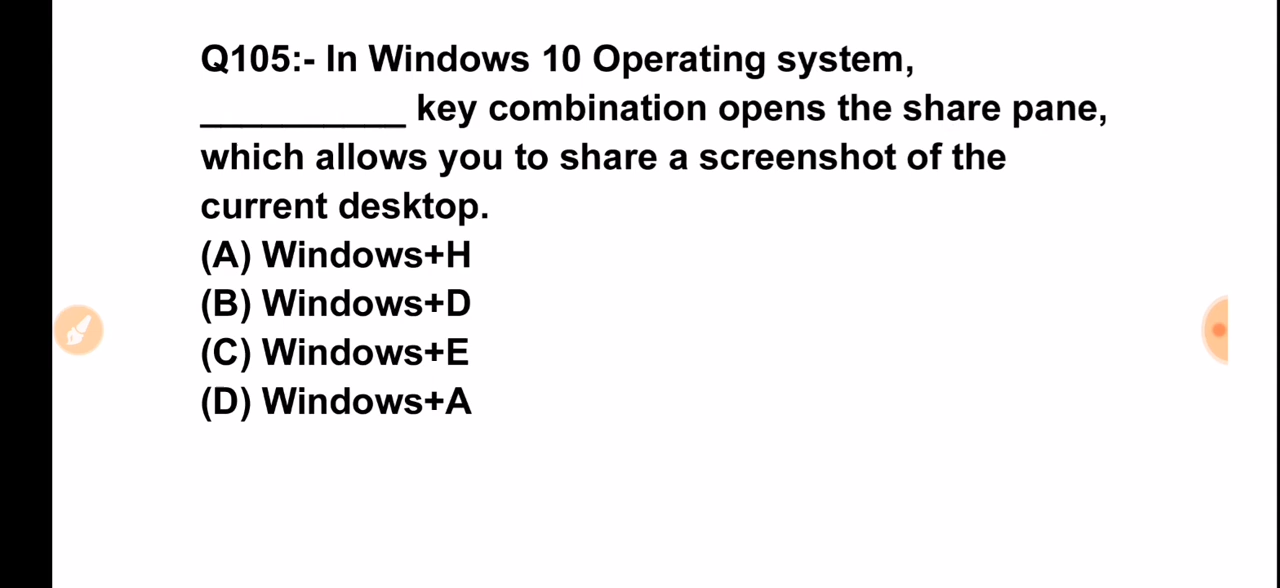 Q105:- In Windows 10 Operating system,
__________ key combination opens the share pane,
which allows you to share a screenshot of the
current desktop.
(A) Windows+H
(B) Windows+D
(C) Windows+E
(D) Windows+A